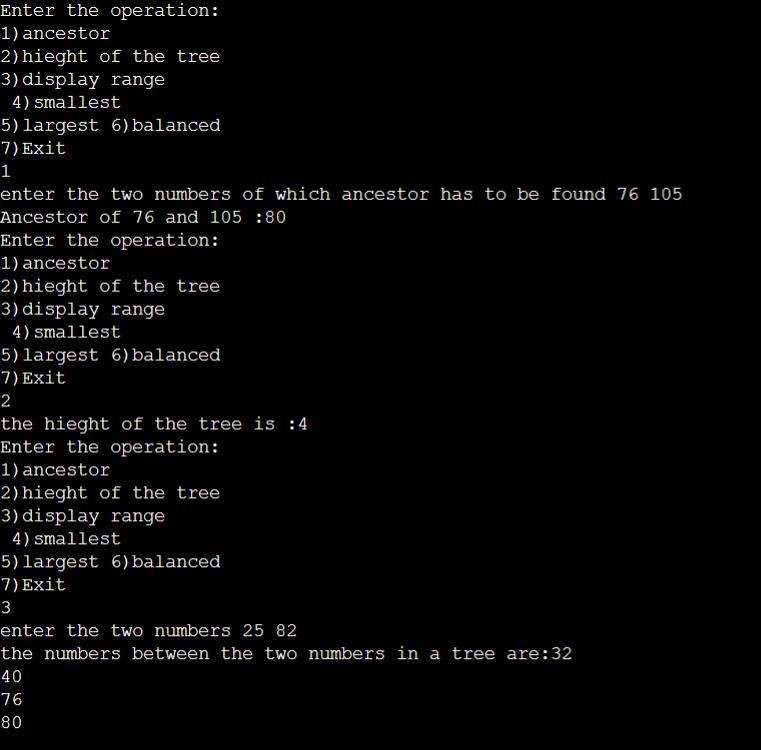 Enter the operation:
1)ancestor
2)hieght of the tree
3)display range
 4)smallest
5)largest 6)balanced
7)Exit
1
enter the two numbers of which ancestor has to be found 76 105
Ancestor of 76 and 105 :80
Enter the operation:
1)ancestor
2)hieght of the tree
3)display range
 4)smallest
5)largest 6)balanced
7)Exit
2
the hieght of the tree is :4
Enter the operation:
1)ancestor
2)hieght of the tree
3)display range
 4)smallest
5)largest 6)balanced
7)Exit
3
enter the two numbers 25 82
the numbers between the two numbers in a tree are:32
40
76
80